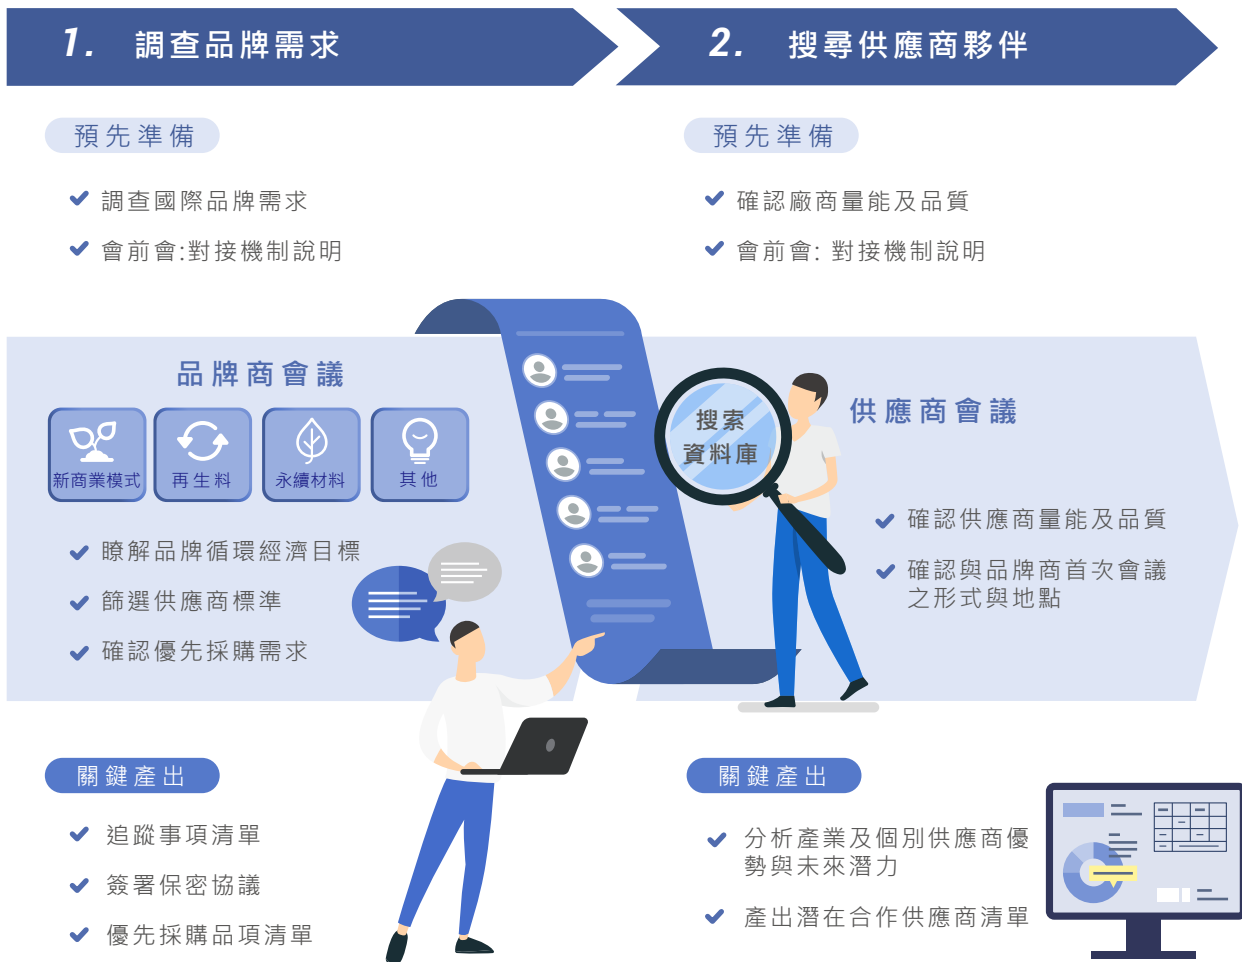 1. 調查品牌需求
預先準備
調查國際品牌需求
會前會:對接機制說明
品牌商會議
新商業模式
再生料
永續材料
其他
瞭解品牌循環經濟目標
篩選供應商標準
確認優先採購需求
關鍵產出
追蹤事項清單
簽署保密協議
優先採購品項清單
2. 搜尋供應商夥伴
預先準備
確認廠商量能及品質
會前會: 對接機制說明
搜索
資料庫
供應商會議
確認供應商量能及品質
確認與品牌商首次會議
之形式與地點
關鍵產出
分析產業及個別供應商優
勢與未來潛力
產出潛在合作供應商清單